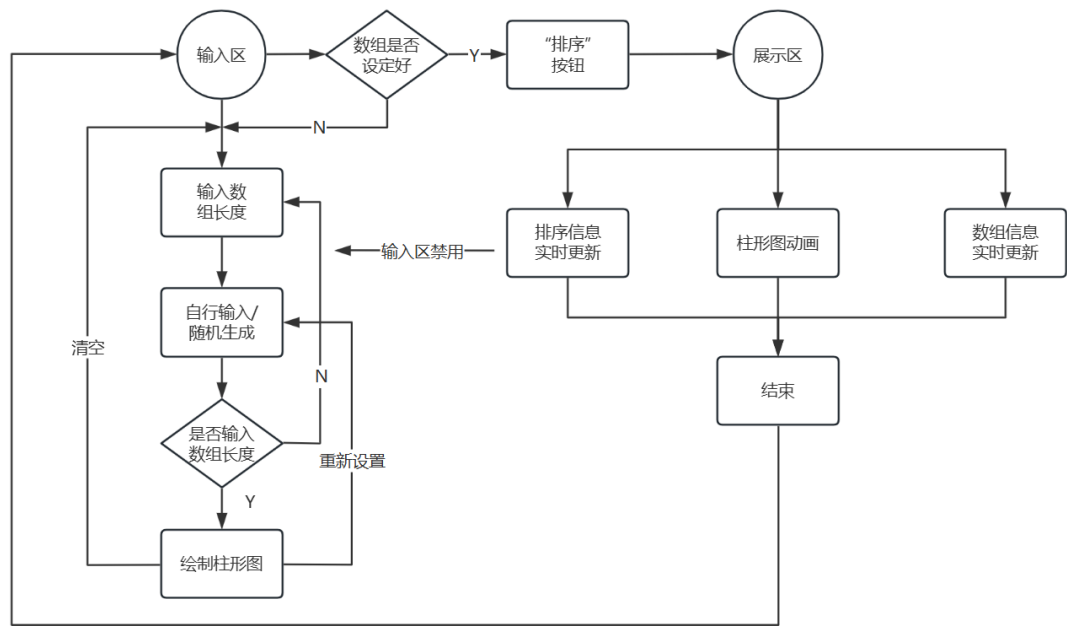 输入区
数组是否
设定好
Y
“排序”
按钮
展示区
N
输入数
组长度
排序信息
实时更新
柱形图动画
数组信息
实时更新
输入区禁用
自行输入/
随机生成
清空
N
结束
是否输入
数组长度
重新设置
Y
绘制柱形图